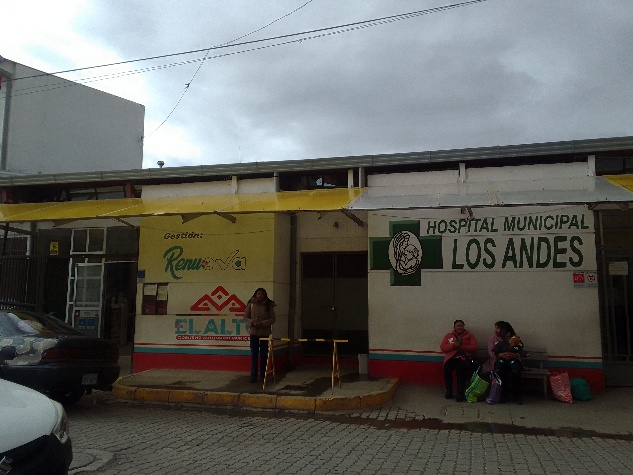 Gestión:
Renueva
EL ALTO
HOSPITAL MUNICIPAL
LOS ANDES